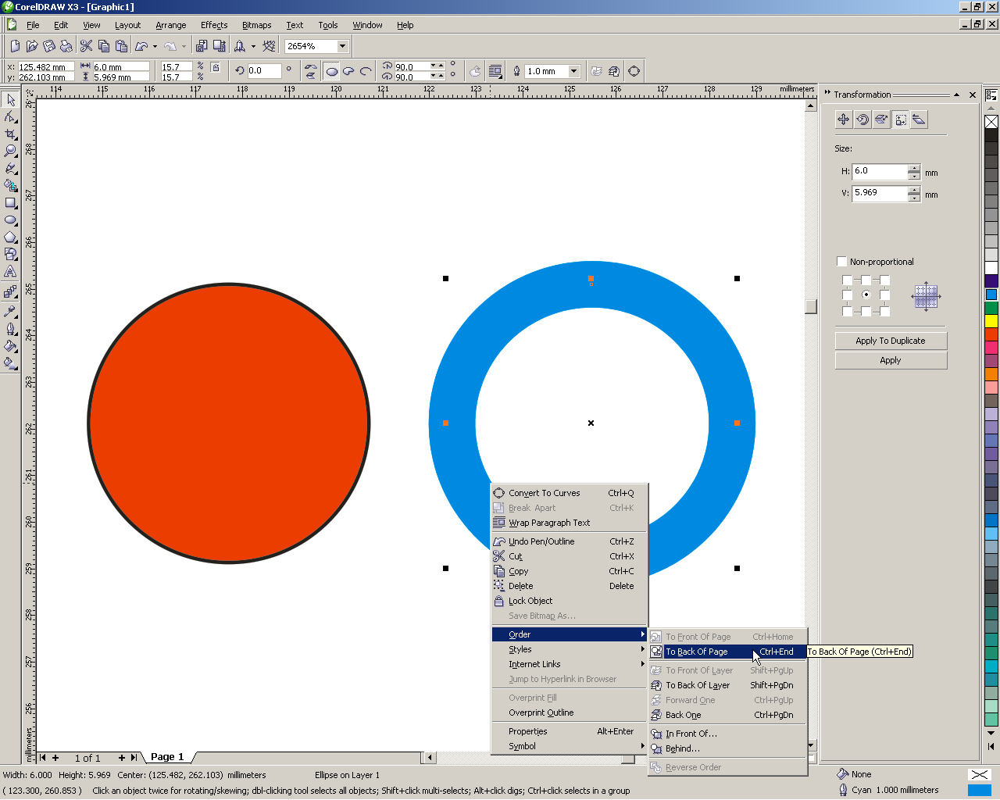 CorelDRAW X3 - [Graphic1]
File Edit View Layout Arrange Effects Bitmaps Text Tools Window Help
2654%
x: 125.482 mm 6.0 mm 15.7 % 0.0 ° 90.0 ° 1.0 mm
y: 262.103 mm 5.969 mm 15.7 % 90.0 °
114 115 116 117 118 119 120 121 122 123 124 125 126 127 128 129 millimeters
268
267
266
265
264
263
262
261
260
259
258
257
256
millimeters
Transformation
Size:
H: 6.0 mm
V: 5.969 mm
Non-proportional
Apply To Duplicate
Apply
Convert To Curves Ctrl+Q
Break Apart Ctrl+K
Wrap Paragraph Text
Undo Pen/Outline Ctrl+Z
Cut Ctrl+X
Copy Ctrl+C
Delete Delete
Lock Object
Save Bitmap As...
Order
Styles
Internet Links
Jump to Hyperlink in Browser
Overprint Fill
Overprint Outline
Properties Alt+Enter
Symbol
To Front Of Page Ctrl+Home
To Back Of Page Ctrl+End
To Front Of Layer Shift+PgUp
To Back Of Layer Shift+PgDn
Forward One Ctrl+PgUp
Back One Ctrl+PgDn
In Front Of...
Behind...
Reverse Order
To Back Of Page (Ctrl+End)
1 of 1 Page 1
Width: 6.000 Height: 5.969 Center: (125.482, 262.103) millimeters Ellipse on Layer 1 None
( 123.300, 260.853 ) Click an object twice for rotating/skewing; dbl-clicking tool selects all objects; Shift+click multi-selects; Alt+click digs; Ctrl+click selects in a group Cyan 1.000 millimeters